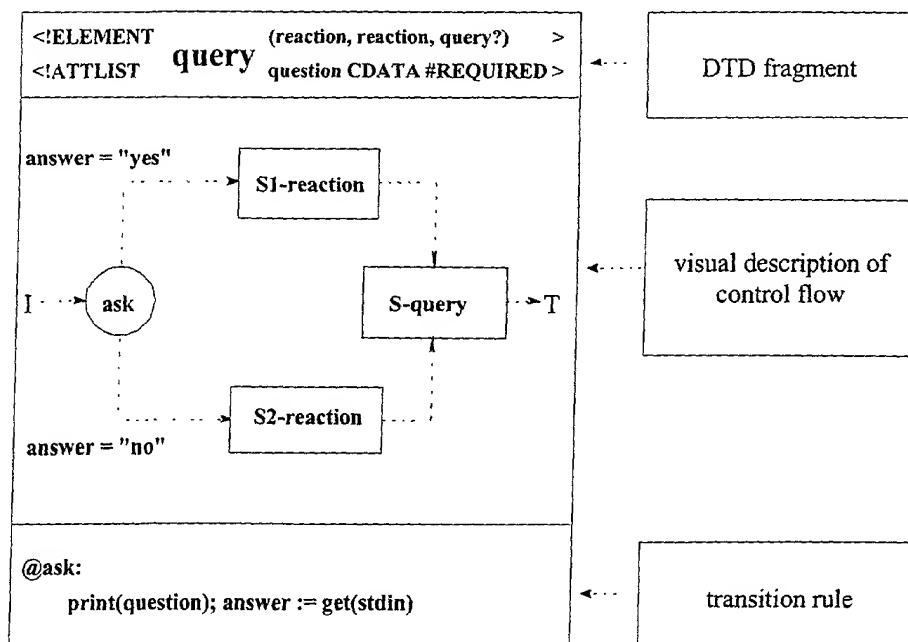 <!ELEMENT query (reaction, reaction, query?) >
<!ATTLIST question CDATA #REQUIRED >
DTD fragment
answer = "yes"
S1-reaction
visual description of
control flow
I ask S-query T
S2-reaction
answer = "no"
@ask:
print(question); answer := get(stdin)
transition rule